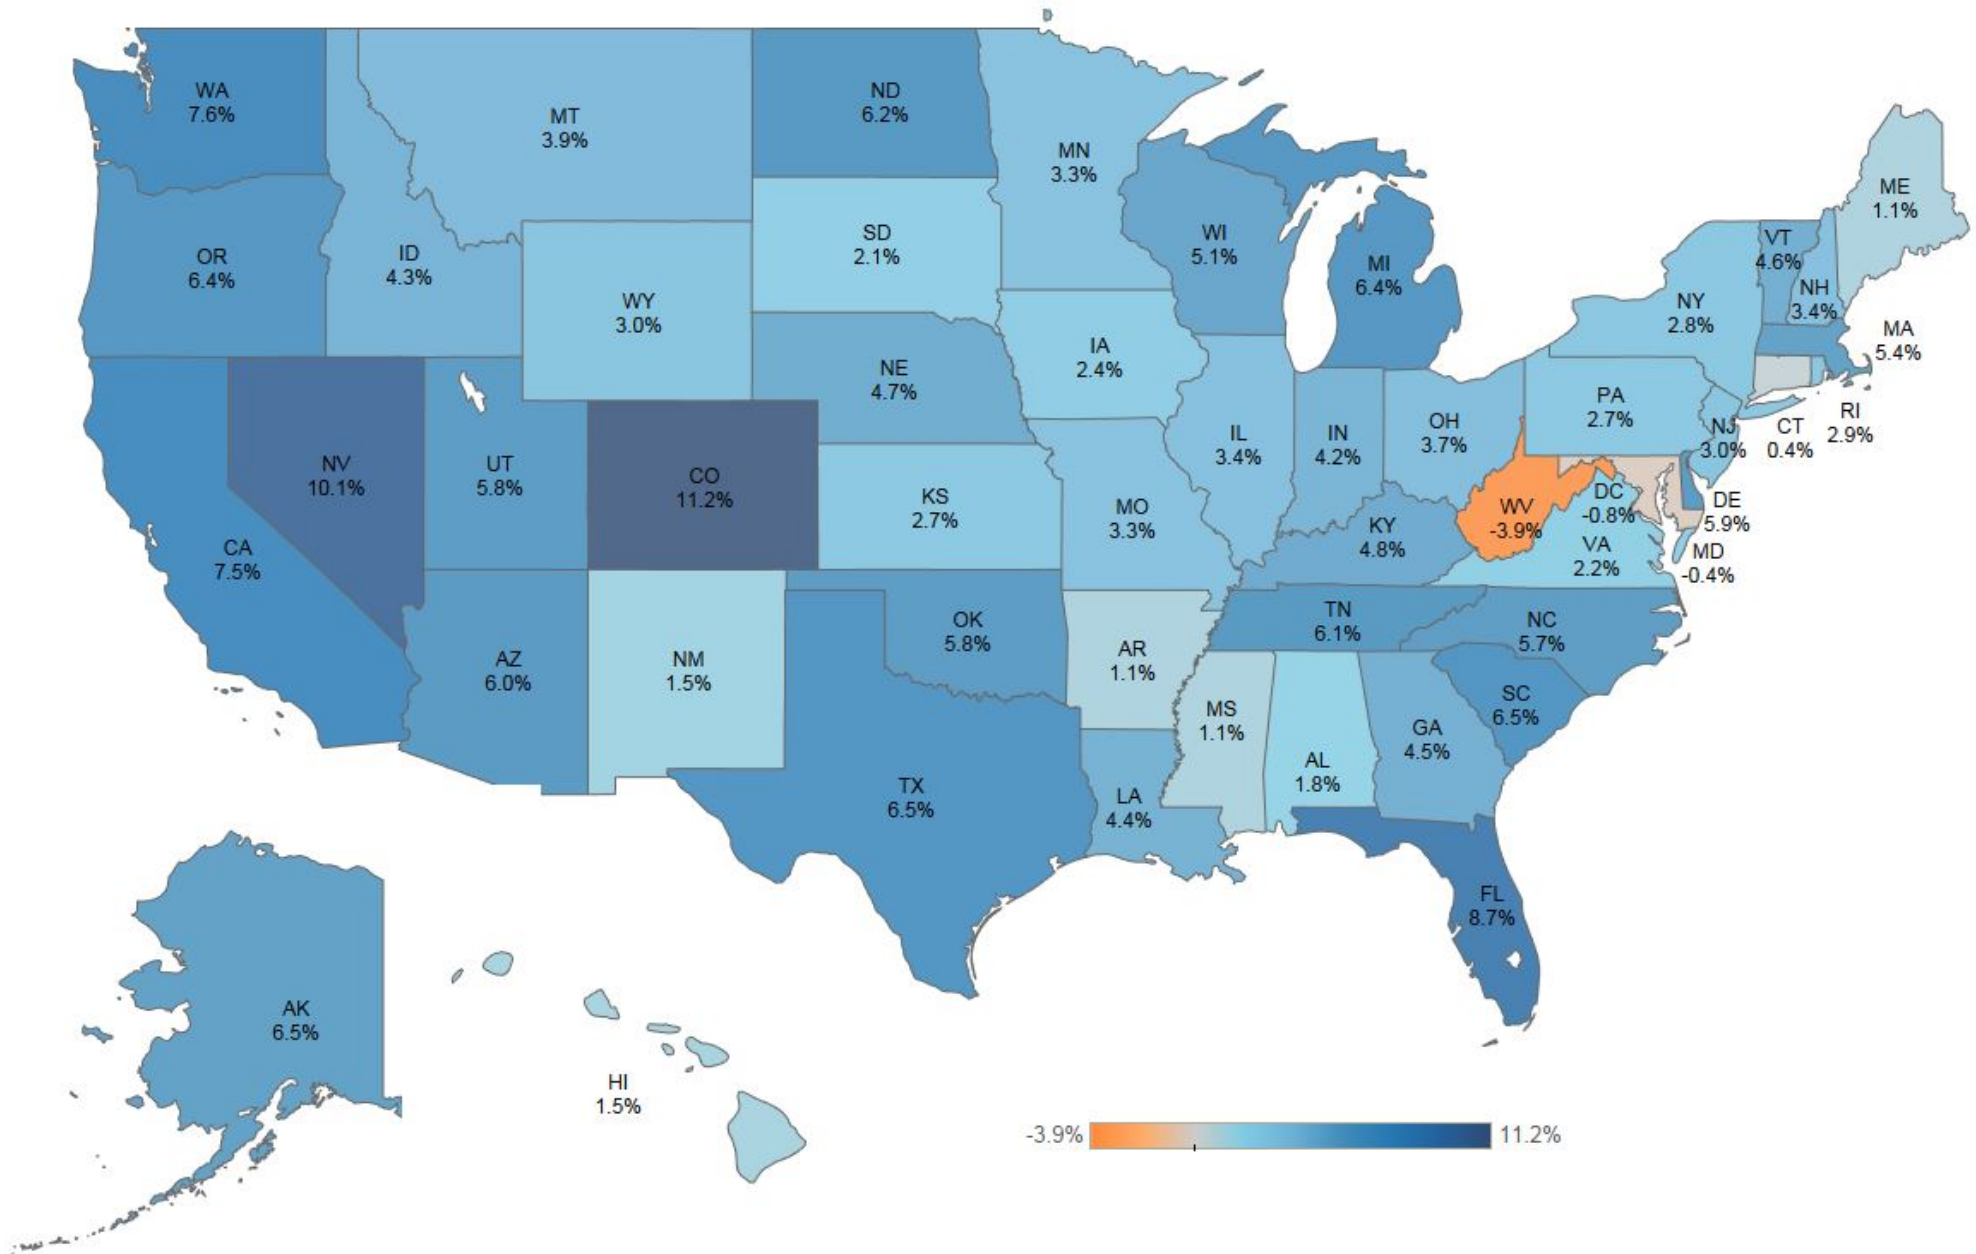 WA
7.6%
MT
3.9%
ND
6.2%
MN
3.3%
ME
1.1%
OR
6.4%
ID
4.3%
SD
2.1%
WI
5.1%
MI
6.4%
VT
4.6%
NH
3.4%
WY
3.0%
NY
2.8%
MA
5.4%
IA
2.4%
NE
4.7%
PA
2.7%
RI
2.9%
CT
0.4%
NJ
3.0%
NV
10.1%
UT
5.8%
CO
11.2%
KS
2.7%
MO
3.3%
IL
3.4%
IN
4.2%
OH
3.7%
WV
-3.9%
DC
-0.8%
DE
5.9%
MD
-0.4%
CA
7.5%
KY
4.8%
VA
2.2%
AZ
6.0%
NM
1.5%
OK
5.8%
AR
1.1%
TN
6.1%
NC
5.7%
TX
6.5%
LA
4.4%
MS
1.1%
AL
1.8%
GA
4.5%
SC
6.5%
FL
8.7%
AK
6.5%
HI
1.5%
-3.9%
11.2%